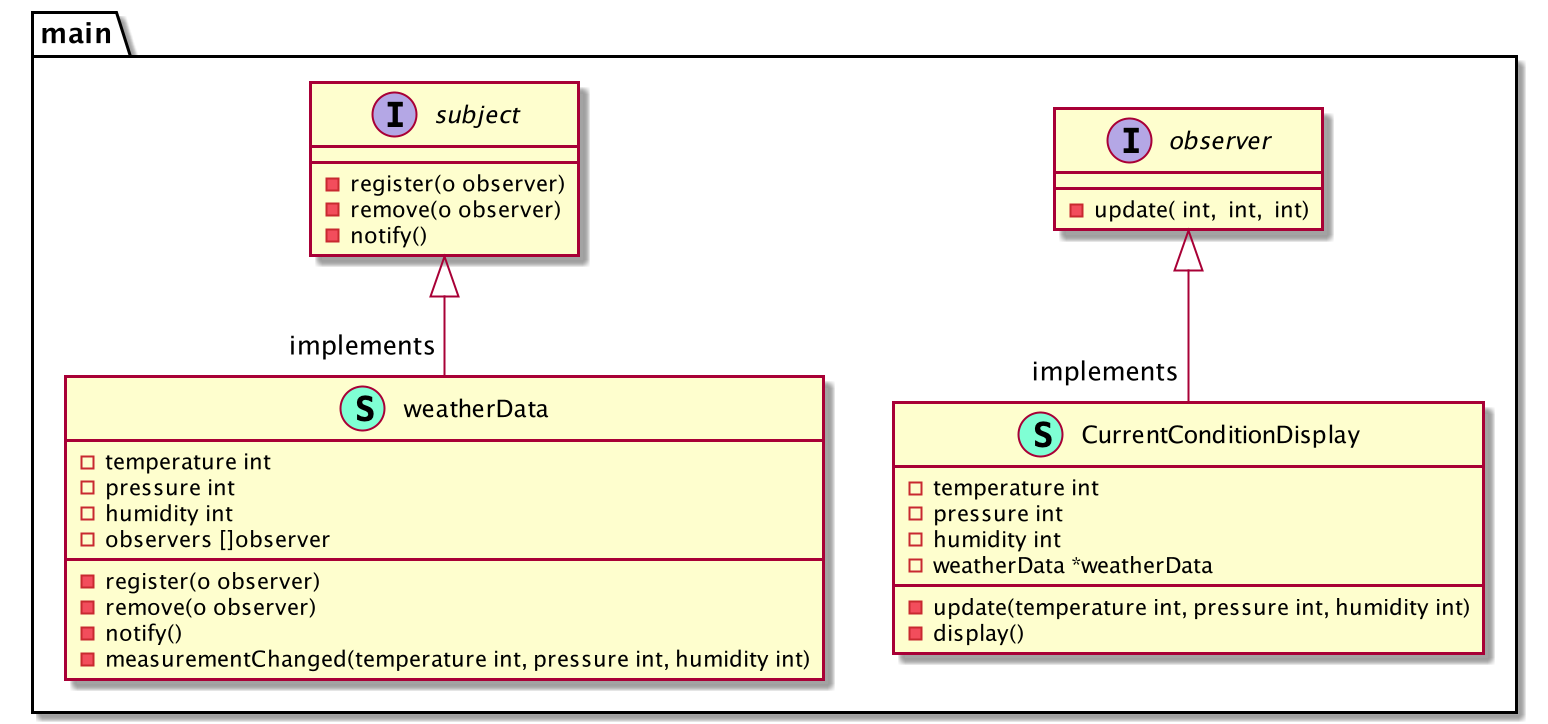 main
I subject
register(o observer)
remove(o observer)
notify()
implements
S weatherData
temperature int
pressure int
humidity int
observers []observer
register(o observer)
remove(o observer)
notify()
measurementChanged(temperature int, pressure int, humidity int)
I observer
update( int,  int,  int)
implements
S CurrentConditionDisplay
temperature int
pressure int
humidity int
weatherData *weatherData
update(temperature int, pressure int, humidity int)
display()